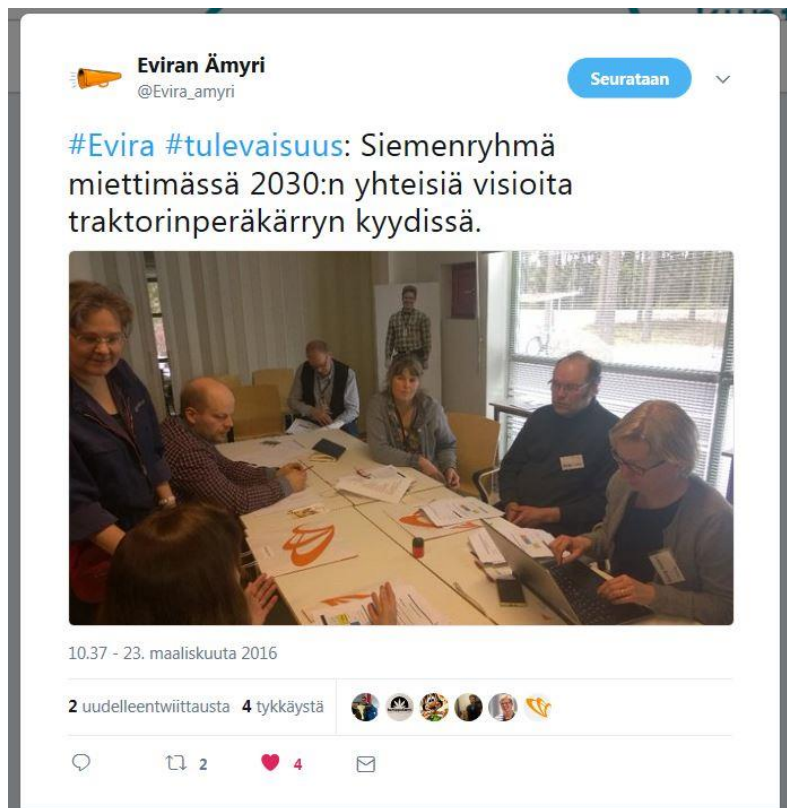 Eviran Ämyri
@Evira_amyri
Seurataan
#Evira #tulevaisuus: Siemenryhmä
miettimässä 2030:n yhteisiä visioita
traktorinperäkärryn kyydissä.
10.37 - 23. maaliskuuta 2016
2 uudelleentwiittausta 4 tykkäystä
2 4